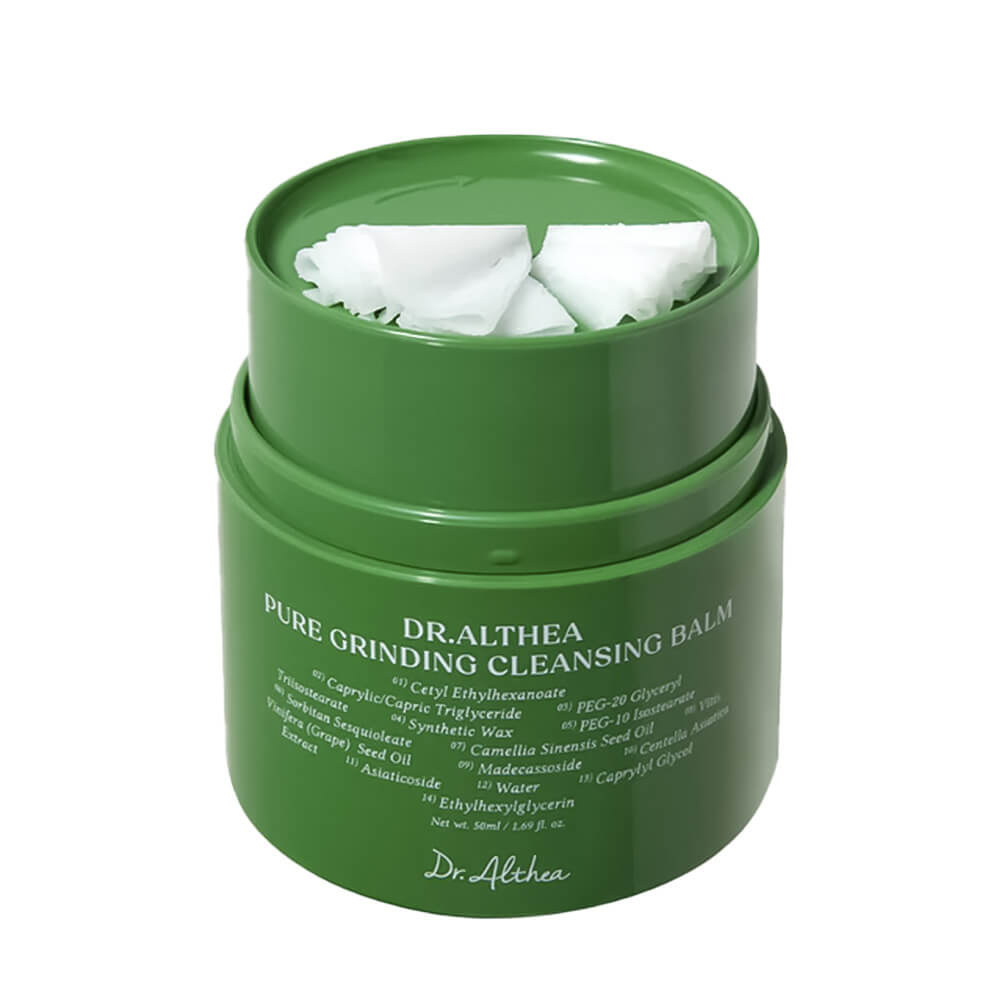 DR.ALTHEA
PURE GRINDING CLEANSING BALM
01) Cetyl Ethylhexanoate
02) Caprylic/Capric Triglyceride 03) PEG-20 Glyceryl
Triisostearate 04) Synthetic Wax 05) PEG-10 Isostearate
06) Sorbitan Sesquioleate 07) Camellia Sinensis Seed Oil 08) Vitis
Vinifera (Grape) Seed Oil 09) Madecassoside 10) Centella Asiatica
Extract 11) Asiaticoside 12) Water 13) Caprylyl Glycol
14) Ethylhexylglycerin
Net wt. 50ml / 1.69 fl. oz.
Dr. Althea